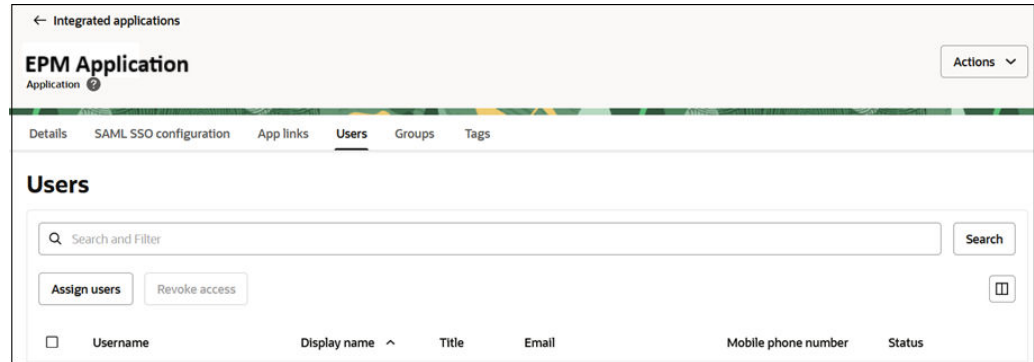 ← Integrated applications
EPM Application
Application ?
Actions
Details SAML SSO configuration App links Users Groups Tags
Users
Search and Filter
Search
Assign users Revoke access
Username Display name Title Email Mobile phone number Status